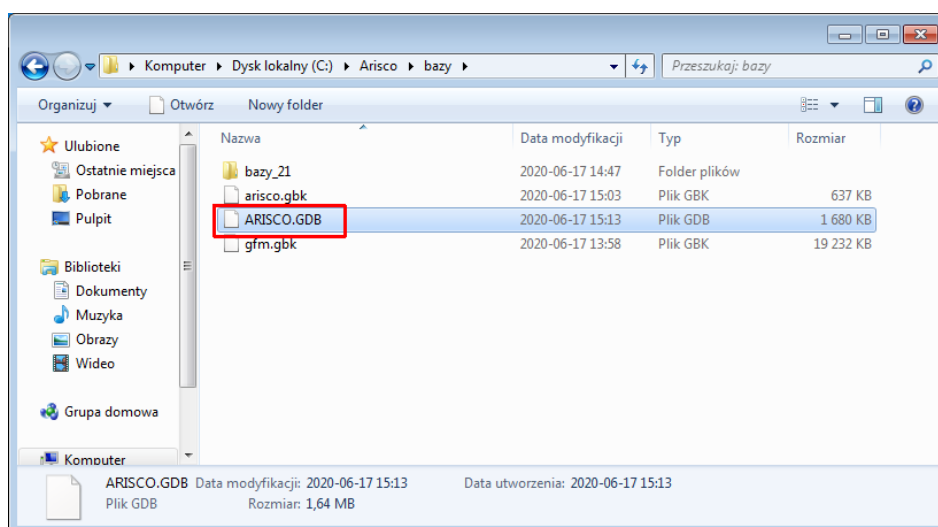 Komputer ▸ Dysk lokalny (C:) ▸ Arisco ▸ bazy ▸
Przeszukaj: bazy
Organizuj Otwórz Nowy folder
Ulubione
Ostatnie miejsca
Pobrane
Pulpit
Biblioteki
Dokumenty
Muzyka
Obrazy
Wideo
Grupa domowa
Komputer
Nazwa Data modyfikacji Typ Rozmiar
bazy_21 2020-06-17 14:47 Folder plików
arisco.gbk 2020-06-17 15:03 Plik GBK 637 KB
ARISCO.GDB 2020-06-17 15:13 Plik GDB 1 680 KB
gfm.gbk 2020-06-17 13:58 Plik GBK 19 232 KB
ARISCO.GDB Data modyfikacji: 2020-06-17 15:13 Data utworzenia: 2020-06-17 15:13
Plik GDB Rozmiar: 1,64 MB